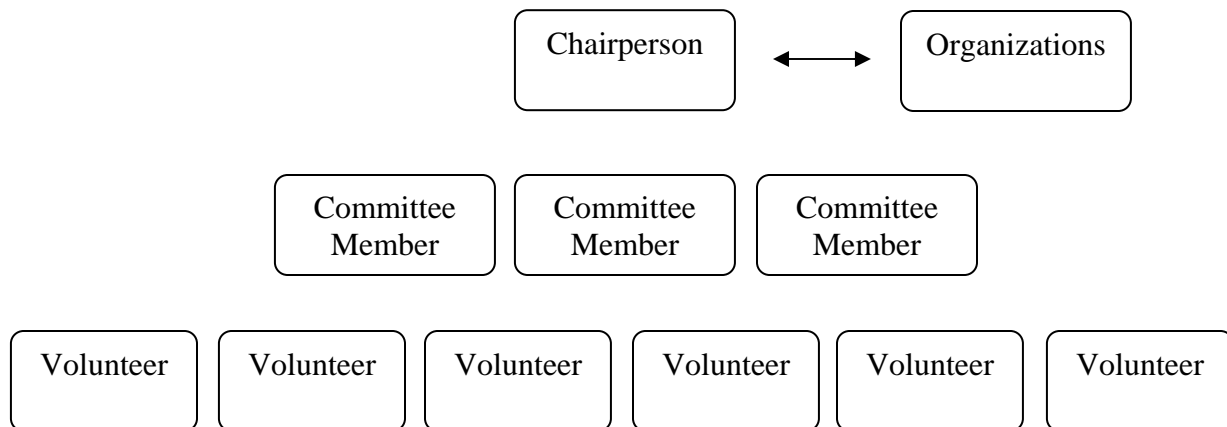 Chairperson
Organizations
Committee
Member
Committee
Member
Committee
Member
Volunteer
Volunteer
Volunteer
Volunteer
Volunteer
Volunteer